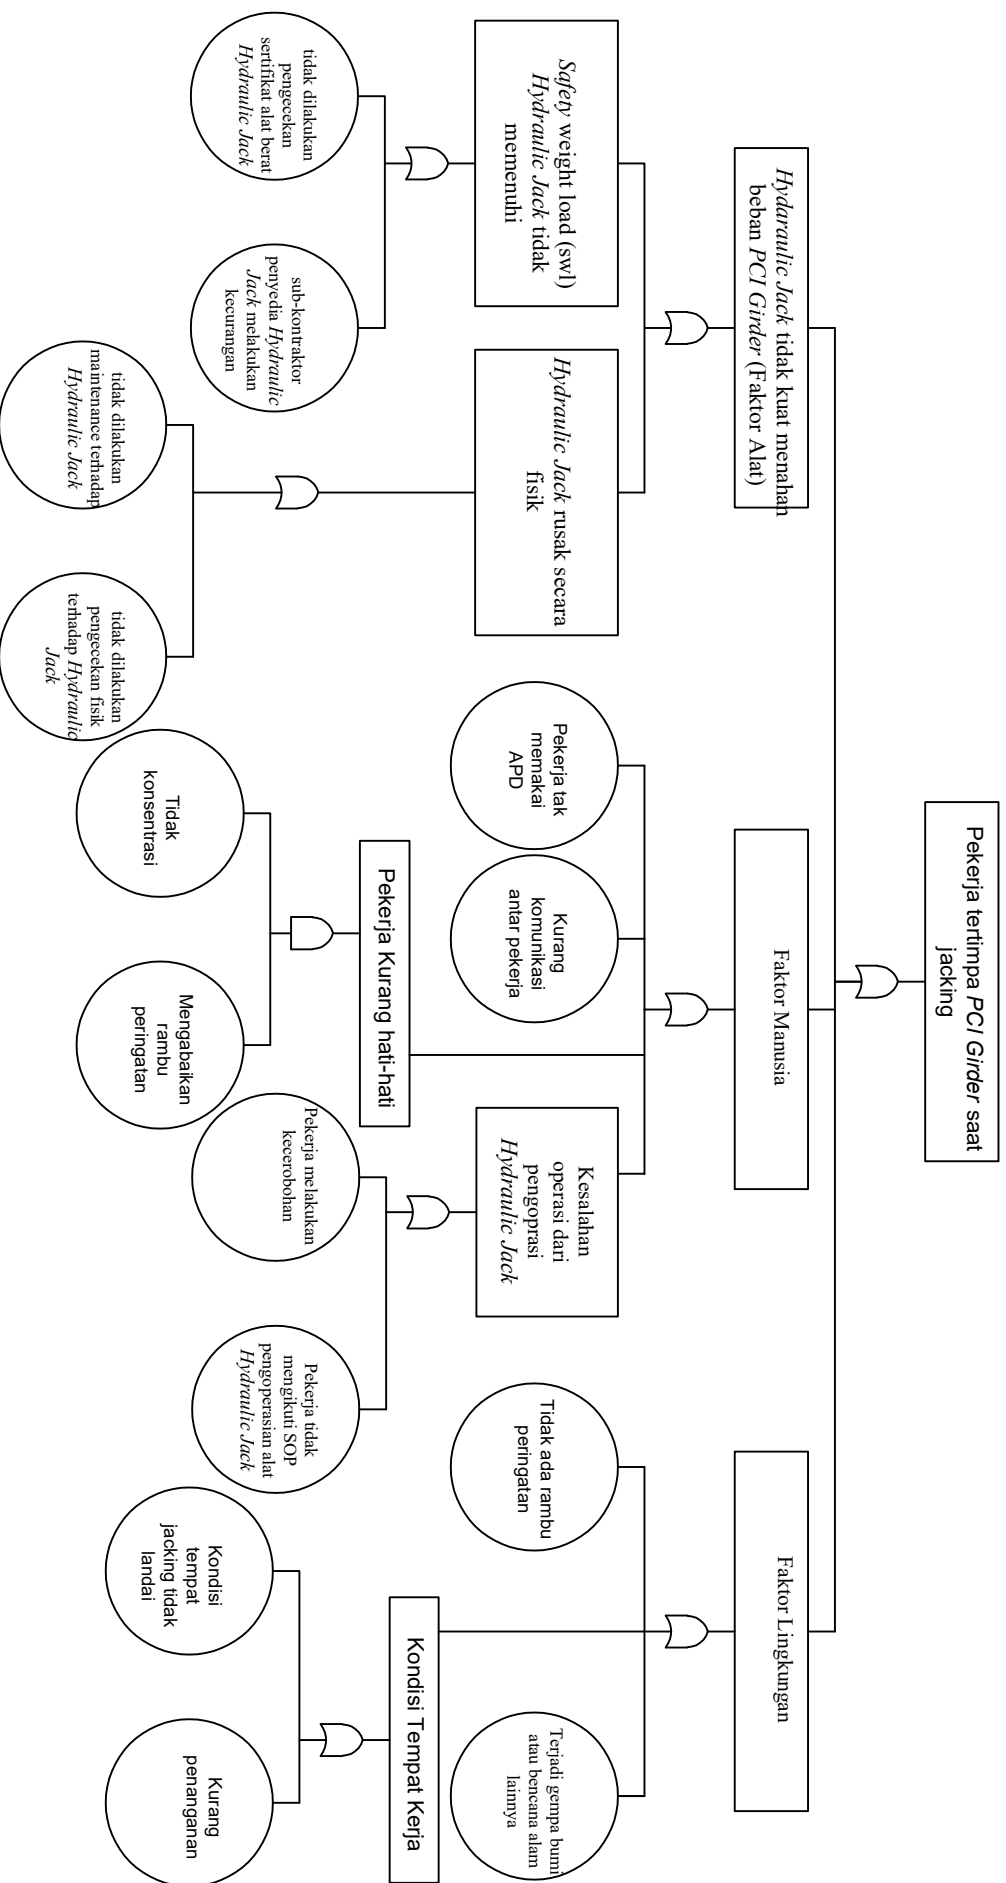 Pekerja tertimpa PCI Girder saat
jacking
Hydaraulic Jack tidak kuat menahan
beban PCI Girder (Faktor Alat)
Faktor Manusia
Faktor Lingkungan
Safety weight load (swl)
Hydraulic Jack tidak
memenuhi
Hydraulic Jack rusak secara
fisik
Pekerja tak
memakai
APD
Kurang
komunikasi
antar pekerja
Kesalahan
operasi dari
pengoprasi
Hydraulic Jack
Tidak ada rambu
peringatan
Terjadi gempa bumi
atau bencana alam
lainnya
Pekerja Kurang hati-hati
Kondisi Tempat Kerja
tidak dilakukan
pengecekan
sertifikat alat berat
Hydraulic Jack
sub-kontraktor
penyedia Hydraulic
Jack melakukan
kecurangan
Pekerja melakukan
kecerobohan
Pekerja tidak
mengikuti SOP
pengoperasian alat
Hydraulic Jack
Tidak
konsentrasi
Mengabaikan
rambu
peringatan
Kondisi
tempat
jacking tidak
landai
Kurang
penanganan
tidak dilakukan
maintenance terhadap
Hydraulic Jack
tidak dilakukan
pengecekan fisik
terhadap Hydraulic
Jack